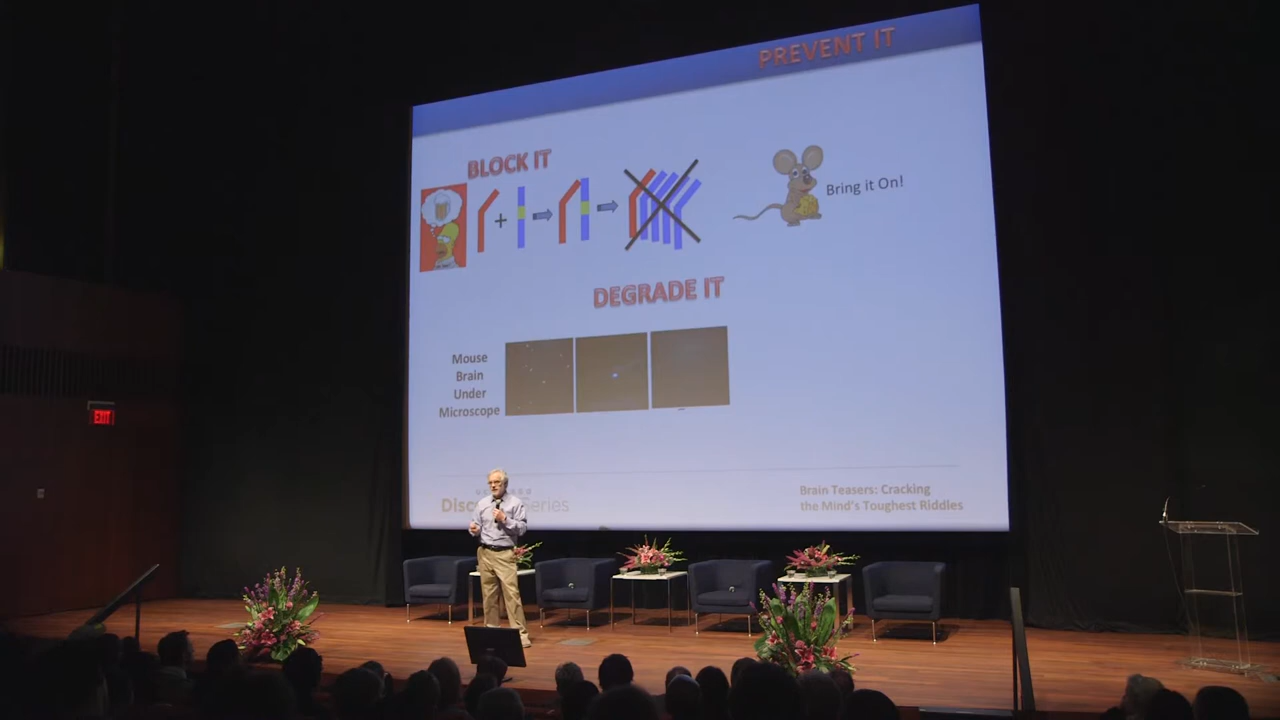 PREVENT IT
BLOCK IT
+
Bring it On!
DEGRADE IT
Mouse
Brain
Under
Microscope
Brain Teasers: Cracking
the Mind's Toughest Riddles
EXIT